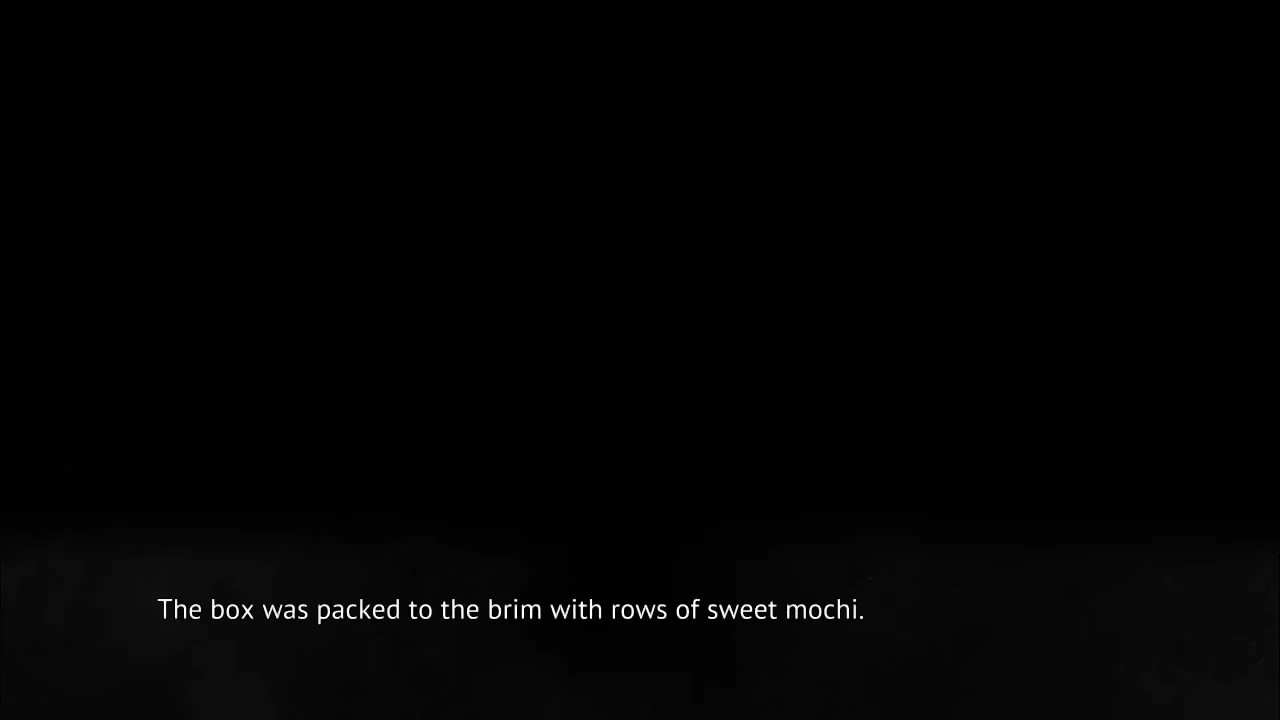 The box was packed to the brim with rows of sweet mochi.